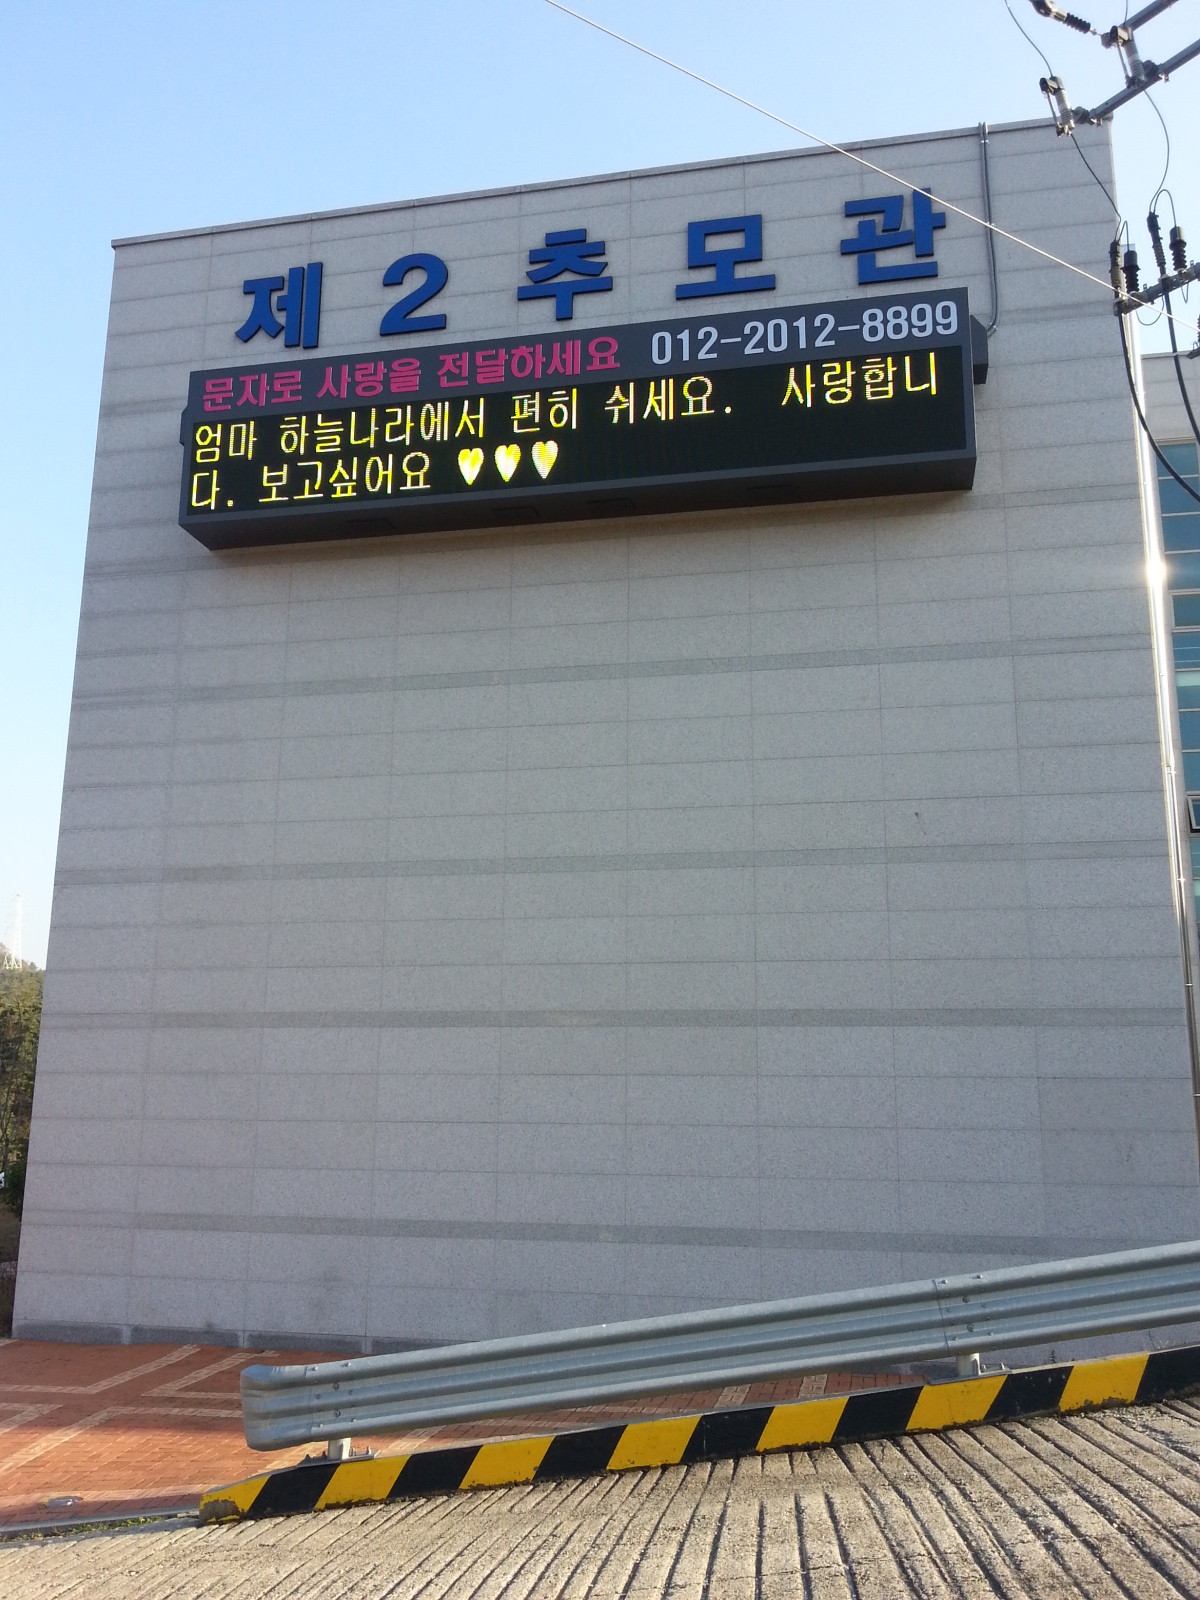 제2추모관
문자로 사랑을 전달하세요 012-2012-8899
엄마 하늘나라에서 편히 쉬세요. 사랑합니
다. 보고싶어요 ♥♥♥